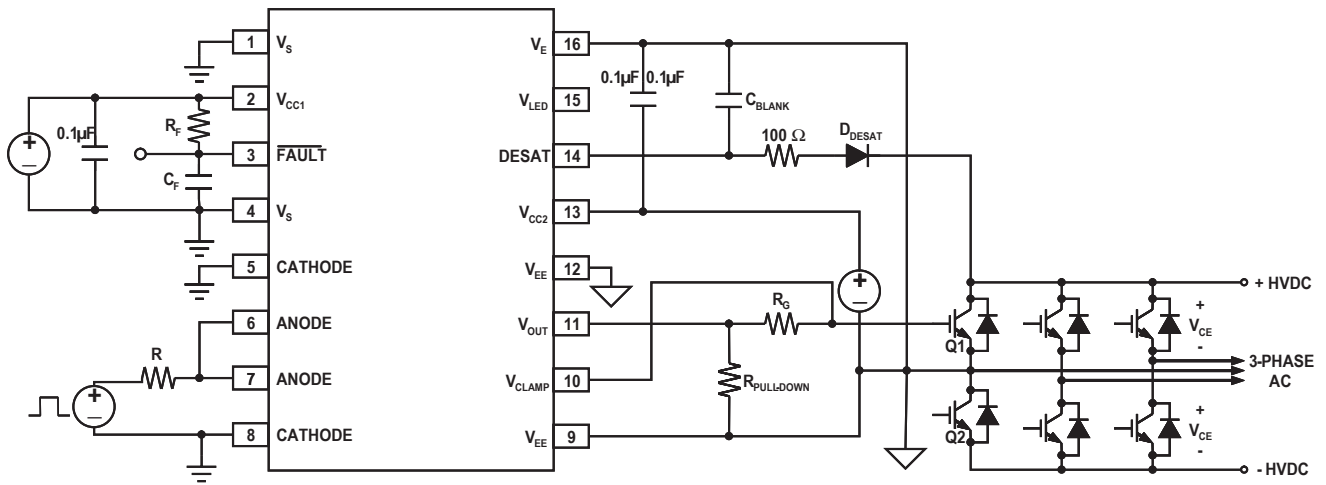 1 V_S
2 V_CC1
3 FAULT
4 V_S
5 CATHODE
6 ANODE
7 ANODE
8 CATHODE
V_E 16
V_LED 15
DESAT 14
V_CC2 13
V_EE 12
V_OUT 11
V_CLAMP 10
V_EE 9
+
–
0.1µF
R_F
C_F
R
+
–
0.1µF 0.1µF
C_BLANK
100 Ω
D_DESAT
+
–
R_G
R_PULL-DOWN
Q1
Q2
+ HVDC
+
V_CE
-
3-PHASE
AC
+
V_CE
-
- HVDC